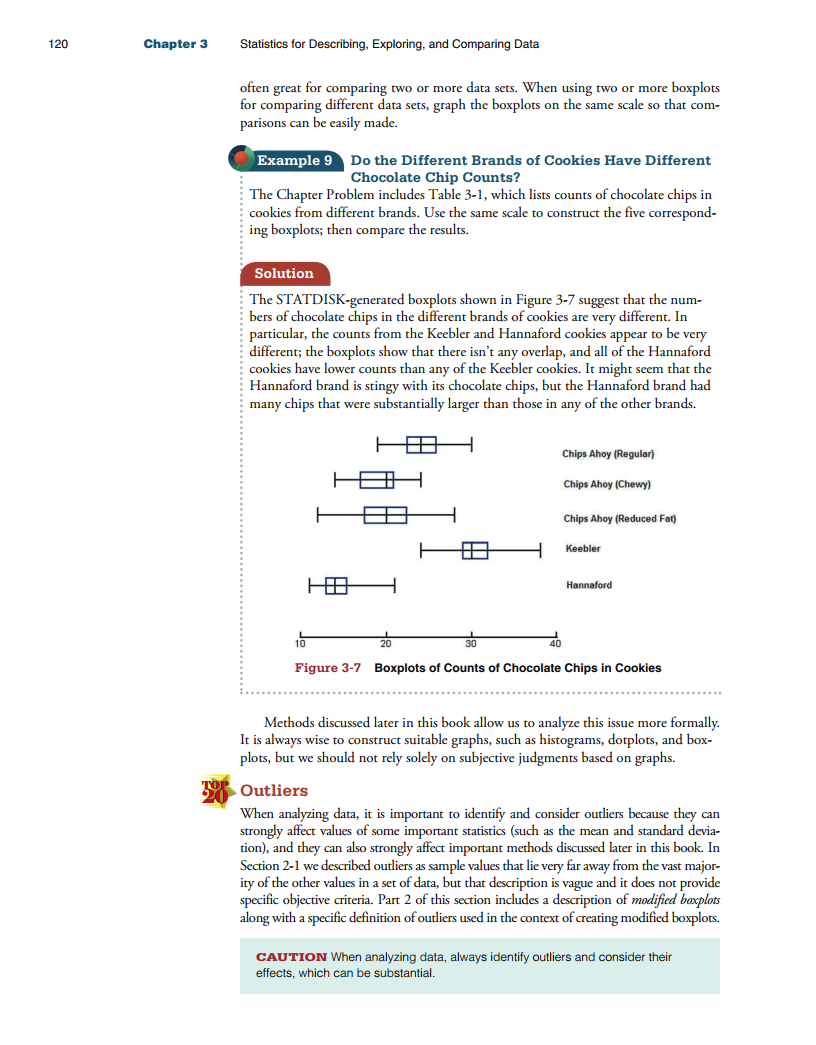 120 Chapter 3 Statistics for Describing, Exploring, and Comparing Data
often great for comparing two or more data sets. When using two or more boxplots
for comparing different data sets, graph the boxplots on the same scale so that com-
parisons can be easily made.
Example 9 Do the Different Brands of Cookies Have Different
Chocolate Chip Counts?
The Chapter Problem includes Table 3-1, which lists counts of chocolate chips in
cookies from different brands. Use the same scale to construct the five correspond-
ing boxplots; then compare the results.
Solution
The STATDISK-generated boxplots shown in Figure 3-7 suggest that the num-
bers of chocolate chips in the different brands of cookies are very different. In
particular, the counts from the Keebler and Hannaford cookies appear to be very
different; the boxplots show that there isn't any overlap, and all of the Hannaford
cookies have lower counts than any of the Keebler cookies. It might seem that the
Hannaford brand is stingy with its chocolate chips, but the Hannaford brand had
many chips that were substantially larger than those in any of the other brands.
Chips Ahoy (Regular)
Chips Ahoy (Chewy)
Chips Ahoy (Reduced Fat)
Keebler
Hannaford
10 20 30 40
Figure 3-7 Boxplots of Counts of Chocolate Chips in Cookies
Methods discussed later in this book allow us to analyze this issue more formally.
It is always wise to construct suitable graphs, such as histograms, dotplots, and box-
plots, but we should not rely solely on subjective judgments based on graphs.
TOP
20
Outliers
When analyzing data, it is important to identify and consider outliers because they can
strongly affect values of some important statistics (such as the mean and standard devia-
tion), and they can also strongly affect important methods discussed later in this book. In
Section 2-1 we described outliers as sample values that lie very far away from the vast major-
ity of the other values in a set of data, but that description is vague and it does not provide
specific objective criteria. Part 2 of this section includes a description of modified boxplots
along with a specific definition of outliers used in the context of creating modified boxplots.
CAUTION When analyzing data, always identify outliers and consider their
effects, which can be substantial.